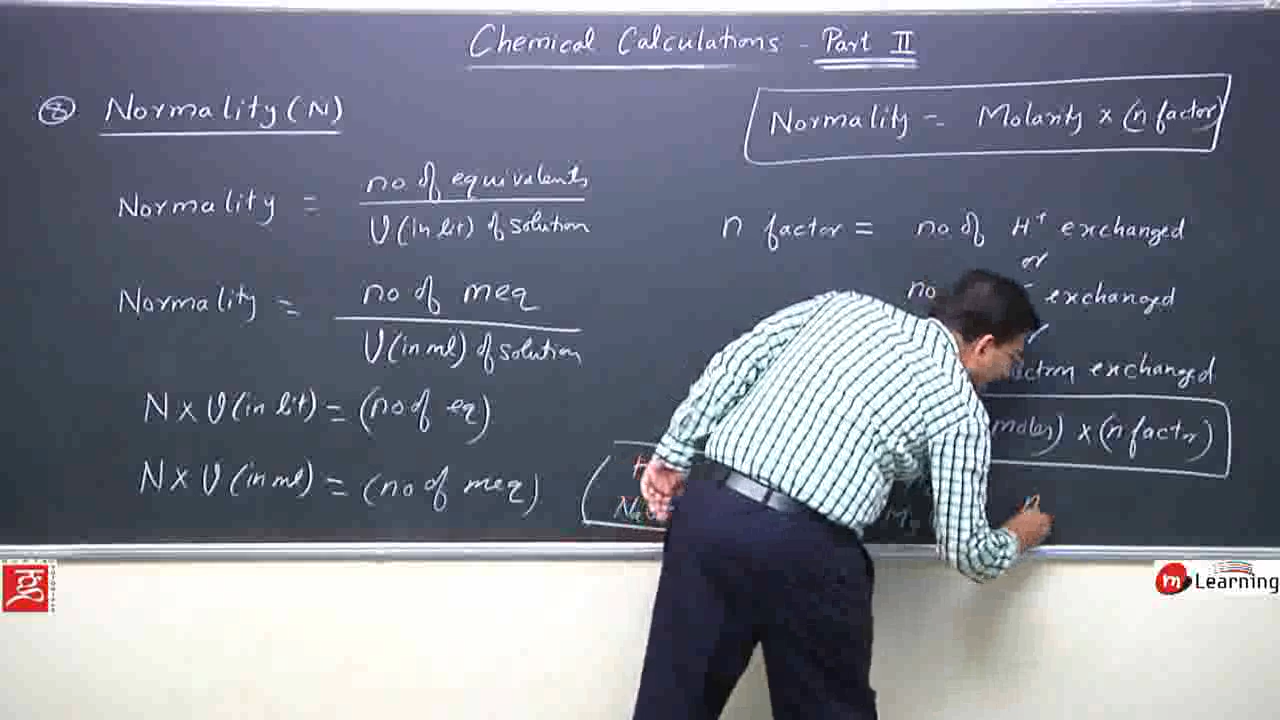 Chemical Calculations - Part II
⑧ Normality (N)
Normality = Molarity × (n factor)
Normality = no of equivalents
V (in lit) of solution
n factor = no of H⁺ exchanged
or
no exchanged
Normality = no of meq
V (in ml) of solution
exchanged
N × V (in lit) = (no of eq)
moles) × (n factor)
N × V (in ml) = (no of meq)
m Learning